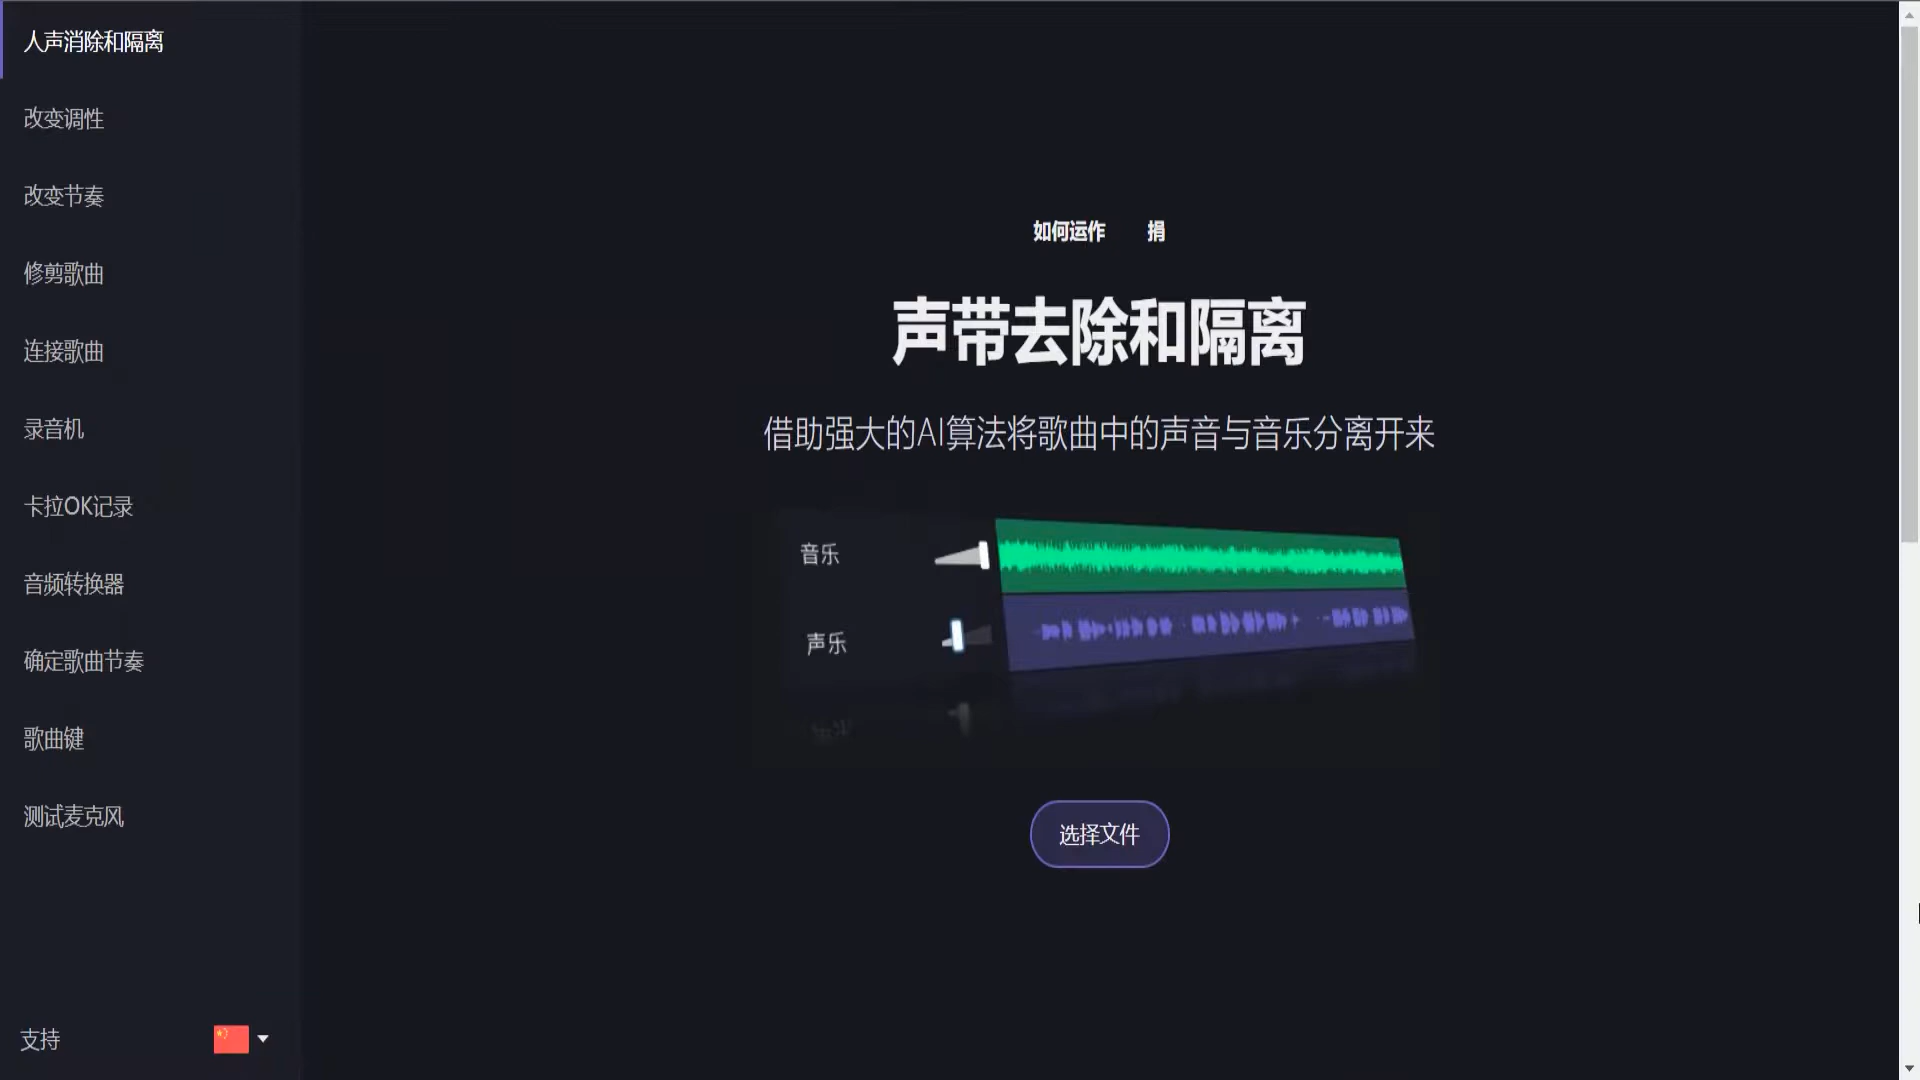 人声消除和隔离
改变调性
改变节奏
修剪歌曲
连接歌曲
录音机
卡拉OK记录
音频转换器
确定歌曲节奏
歌曲键
测试麦克风
支持
如何运作 捐
声带去除和隔离
借助强大的AI算法将歌曲中的声音与音乐分离开来
音乐
声乐
选择文件